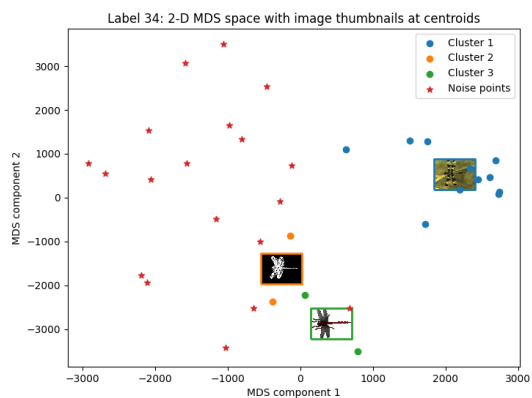 Label 34: 2-D MDS space with image thumbnails at centroids
Cluster 1
Cluster 2
Cluster 3
Noise points
3000
2000
1000
0
−1000
−2000
−3000
MDS component 2
−3000 −2000 −1000 0 1000 2000 3000
MDS component 1